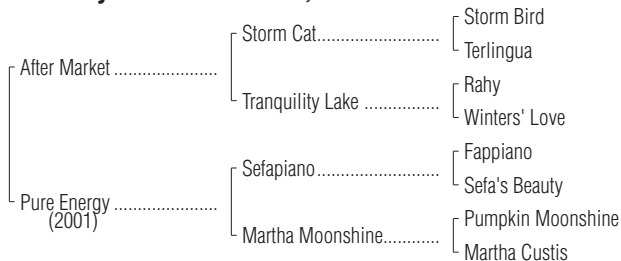 Storm Bird
Storm Cat..............................
Terlingua
After Market .........................
Rahy
Tranquility Lake ..................
Winters' Love
Fappiano
Sefapiano..............................
Sefa's Beauty
Pure Energy .........................
(2001)
Pumpkin Moonshine
Martha Moonshine.............
Martha Custis